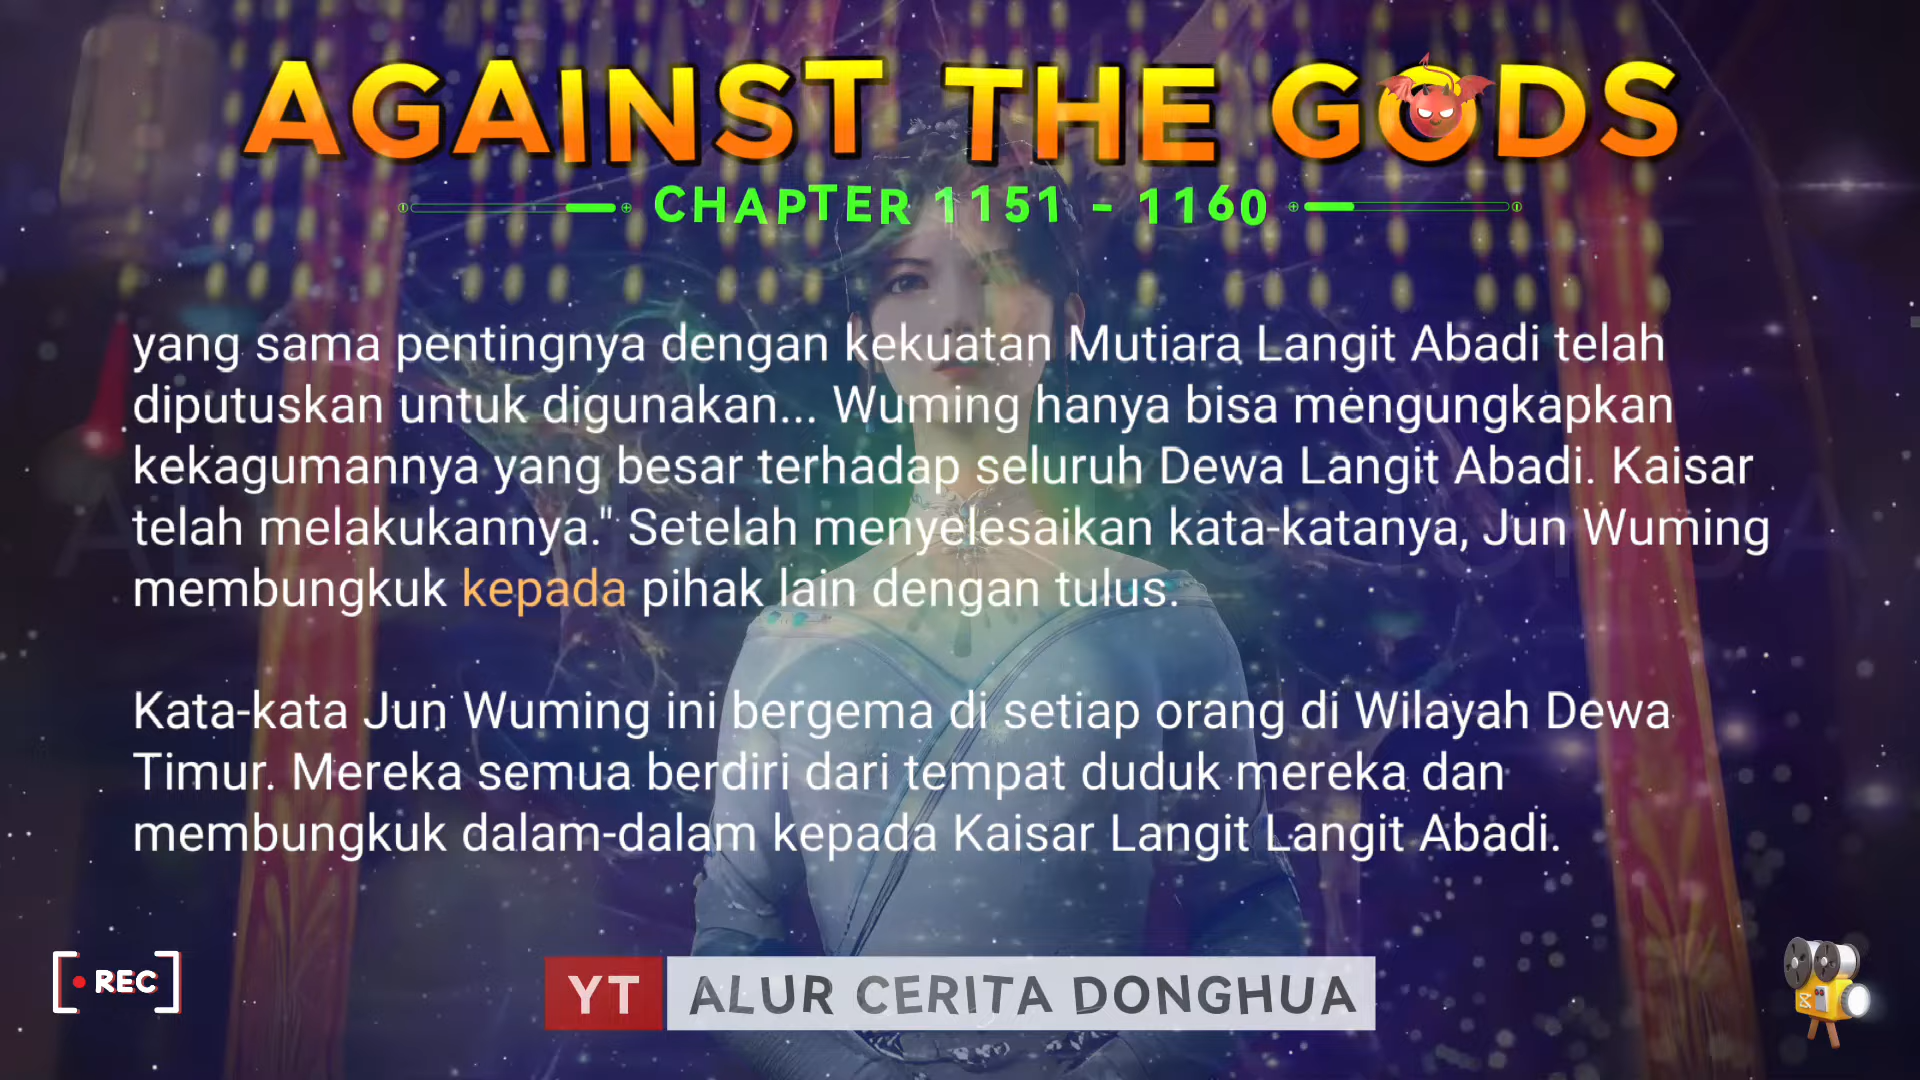 AGAINST THE GODS
CHAPTER 1151 - 1160
yang sama pentingnya dengan kekuatan Mutiara Langit Abadi telah
diputuskan untuk digunakan... Wuming hanya bisa mengungkapkan
kekagumannya yang besar terhadap seluruh Dewa Langit Abadi. Kaisar
telah melakukannya." Setelah menyelesaikan kata-katanya, Jun Wuming
membungkuk kepada pihak lain dengan tulus.
Kata-kata Jun Wuming ini bergema di setiap orang di Wilayah Dewa
Timur. Mereka semua berdiri dari tempat duduk mereka dan
membungkuk dalam-dalam kepada Kaisar Langit Langit Abadi.
REC
YT ALUR CERITA DONGHUA